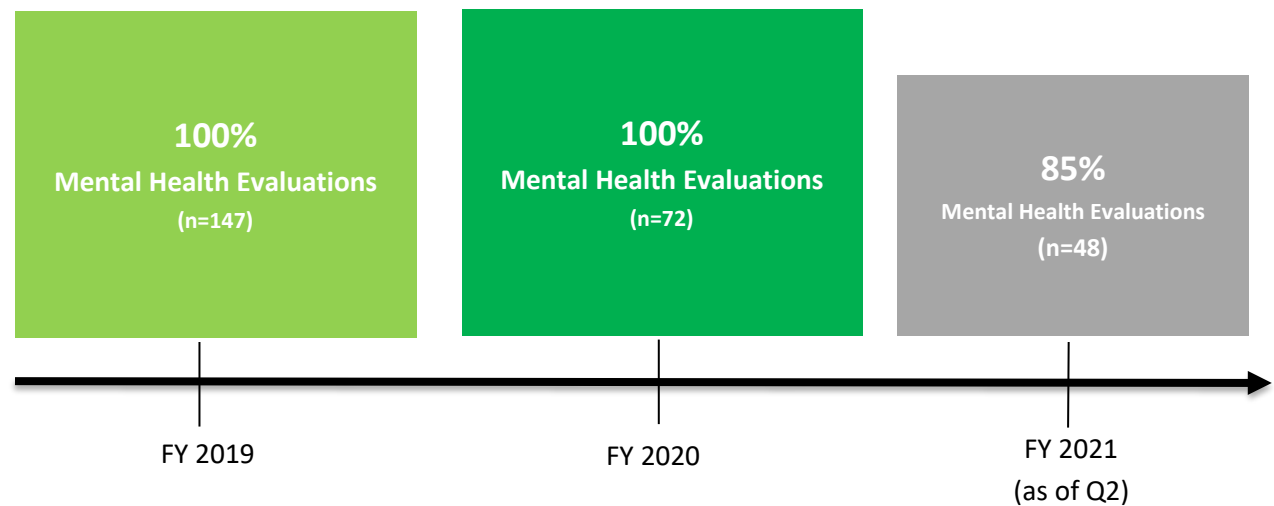 100%
Mental Health Evaluations
(n=147)
100%
Mental Health Evaluations
(n=72)
85%
Mental Health Evaluations
(n=48)
FY 2019
FY 2020
FY 2021
(as of Q2)